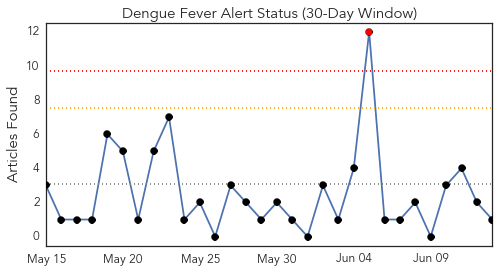 Dengue Fever Alert Status (30-Day Window)
Articles Found
12
10
8
6
4
2
0
May 15
May 20
May 25
May 30
Jun 04
Jun 09